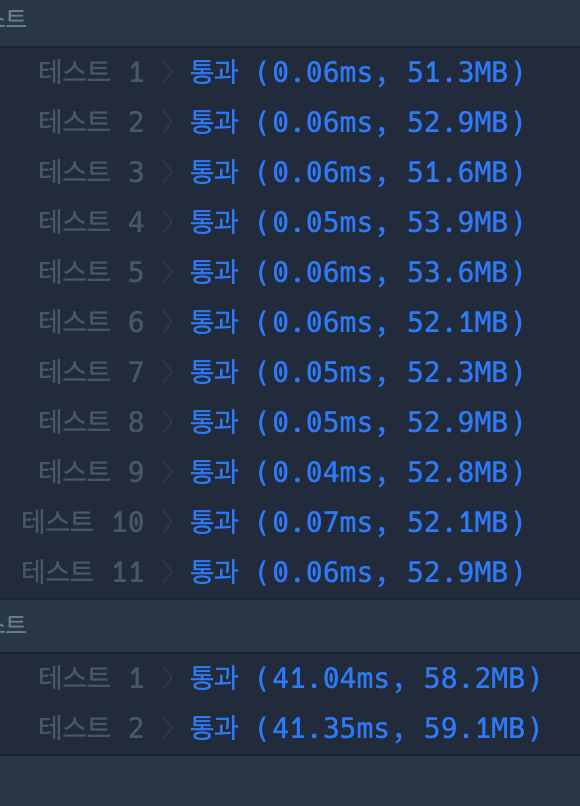 스트
테스트 1 〉 통과 (0.06ms, 51.3MB)
테스트 2 〉 통과 (0.06ms, 52.9MB)
테스트 3 〉 통과 (0.06ms, 51.6MB)
테스트 4 〉 통과 (0.05ms, 53.9MB)
테스트 5 〉 통과 (0.06ms, 53.6MB)
테스트 6 〉 통과 (0.06ms, 52.1MB)
테스트 7 〉 통과 (0.05ms, 52.3MB)
테스트 8 〉 통과 (0.05ms, 52.9MB)
테스트 9 〉 통과 (0.04ms, 52.8MB)
테스트 10 〉 통과 (0.07ms, 52.1MB)
테스트 11 〉 통과 (0.06ms, 52.9MB)
스트
테스트 1 〉 통과 (41.04ms, 58.2MB)
테스트 2 〉 통과 (41.35ms, 59.1MB)